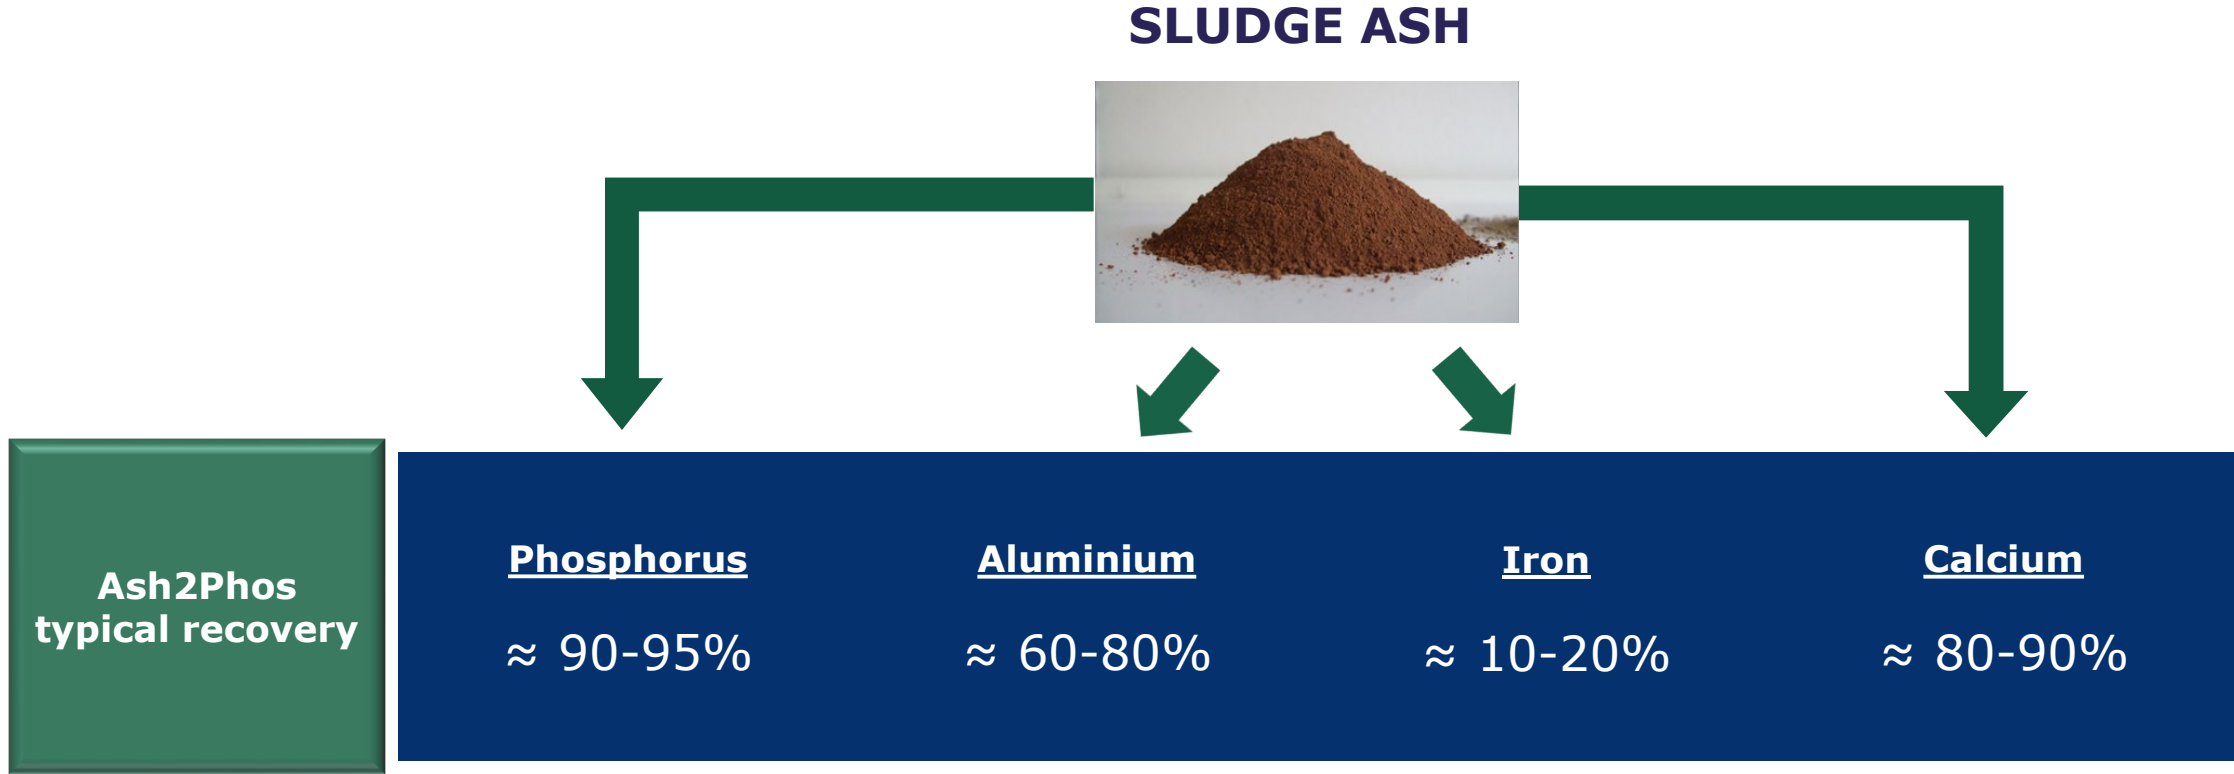 SLUDGE ASH
Ash2Phos
typical recovery
Phosphorus
≈ 90-95%
Aluminium
≈ 60-80%
Iron
≈ 10-20%
Calcium
≈ 80-90%